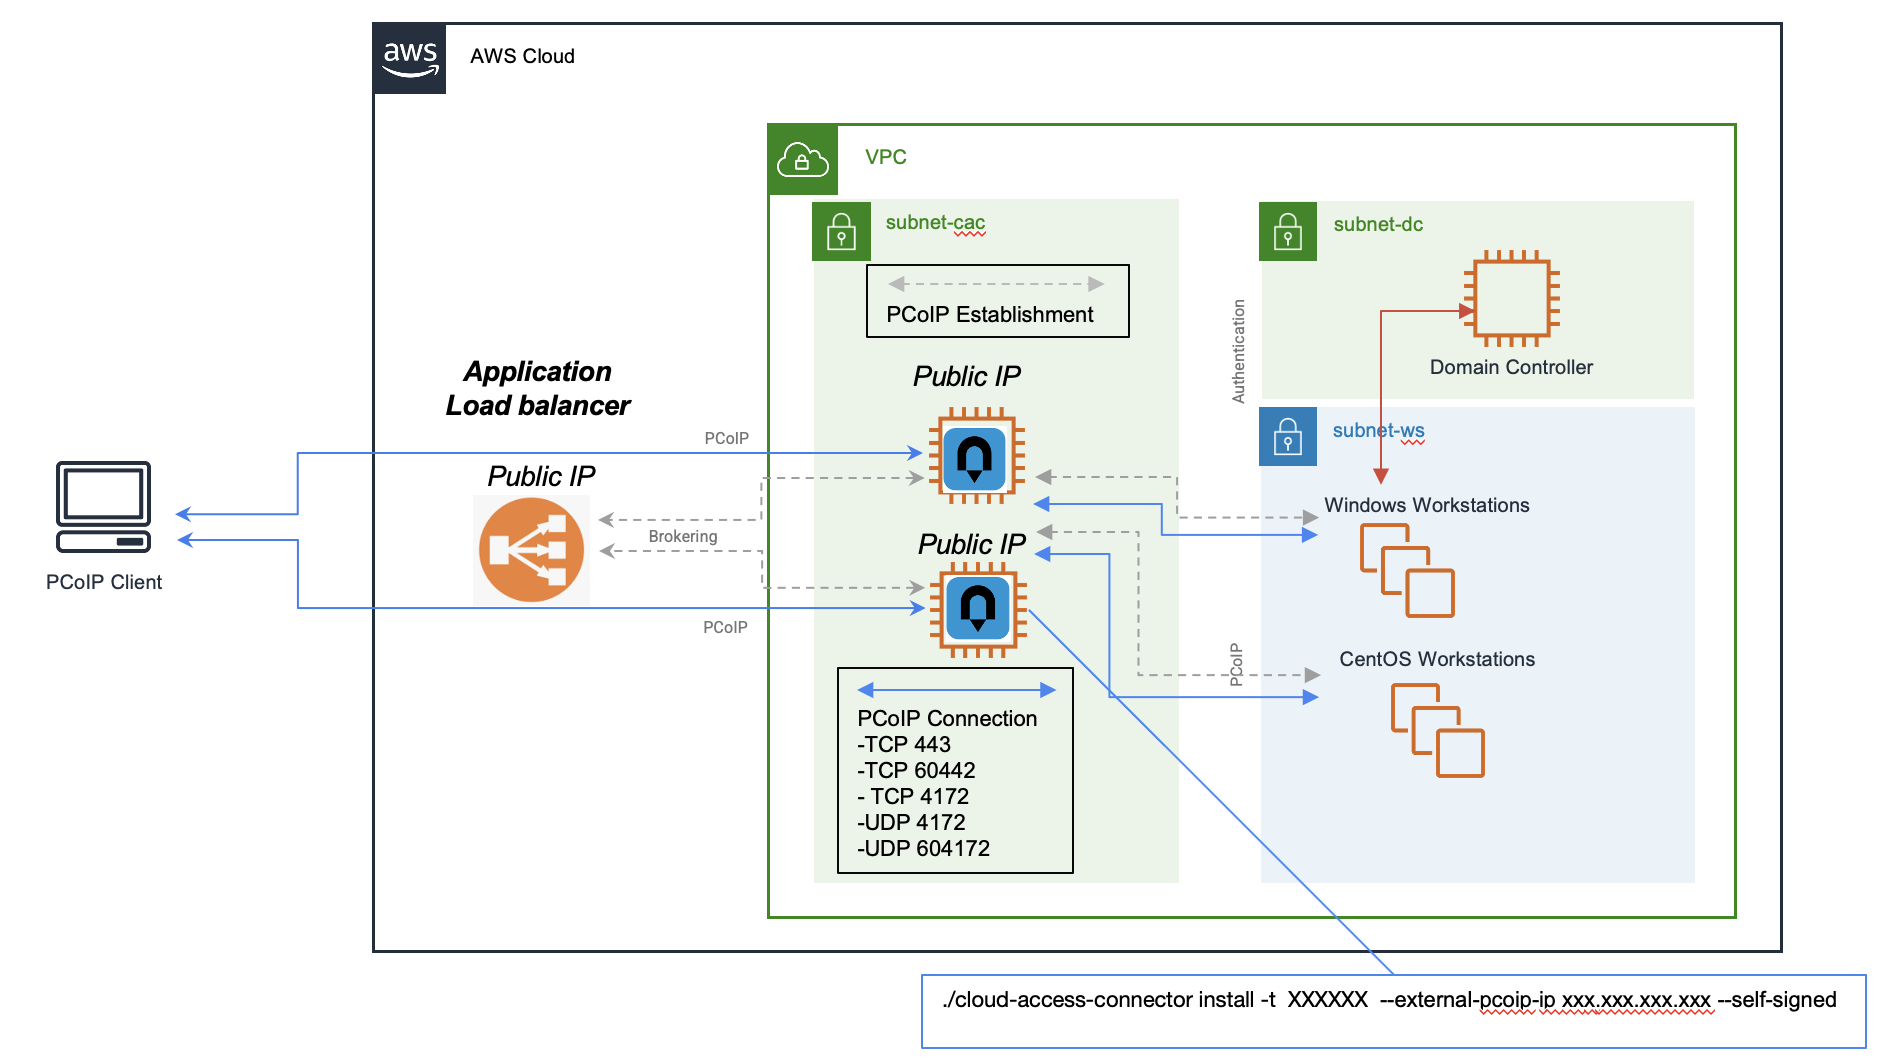 aws
AWS Cloud
VPC
subnet-cac
PCoIP Establishment
subnet-dc
Domain Controller
Authentication
subnet-ws
Application
Load balancer
Public IP
Public IP
PCoIP
Brokering
Public IP
PCoIP
PCoIP Client
Windows Workstations
CentOS Workstations
PCoIP
PCoIP Connection
-TCP 443
-TCP 60442
- TCP 4172
-UDP 4172
-UDP 604172
./cloud-access-connector install -t  XXXXXX  --external-pcoip-ip xxx.xxx.xxx.xxx --self-signed